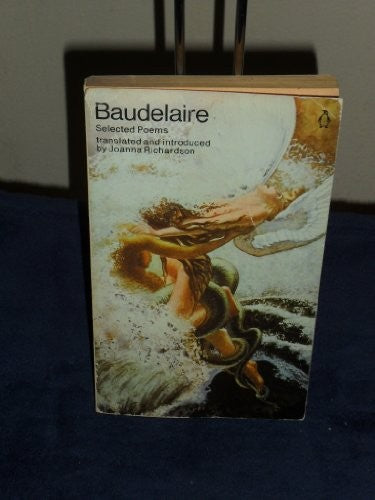 Baudelaire
Selected Poems
translated and introduced
by Joanna Richardson